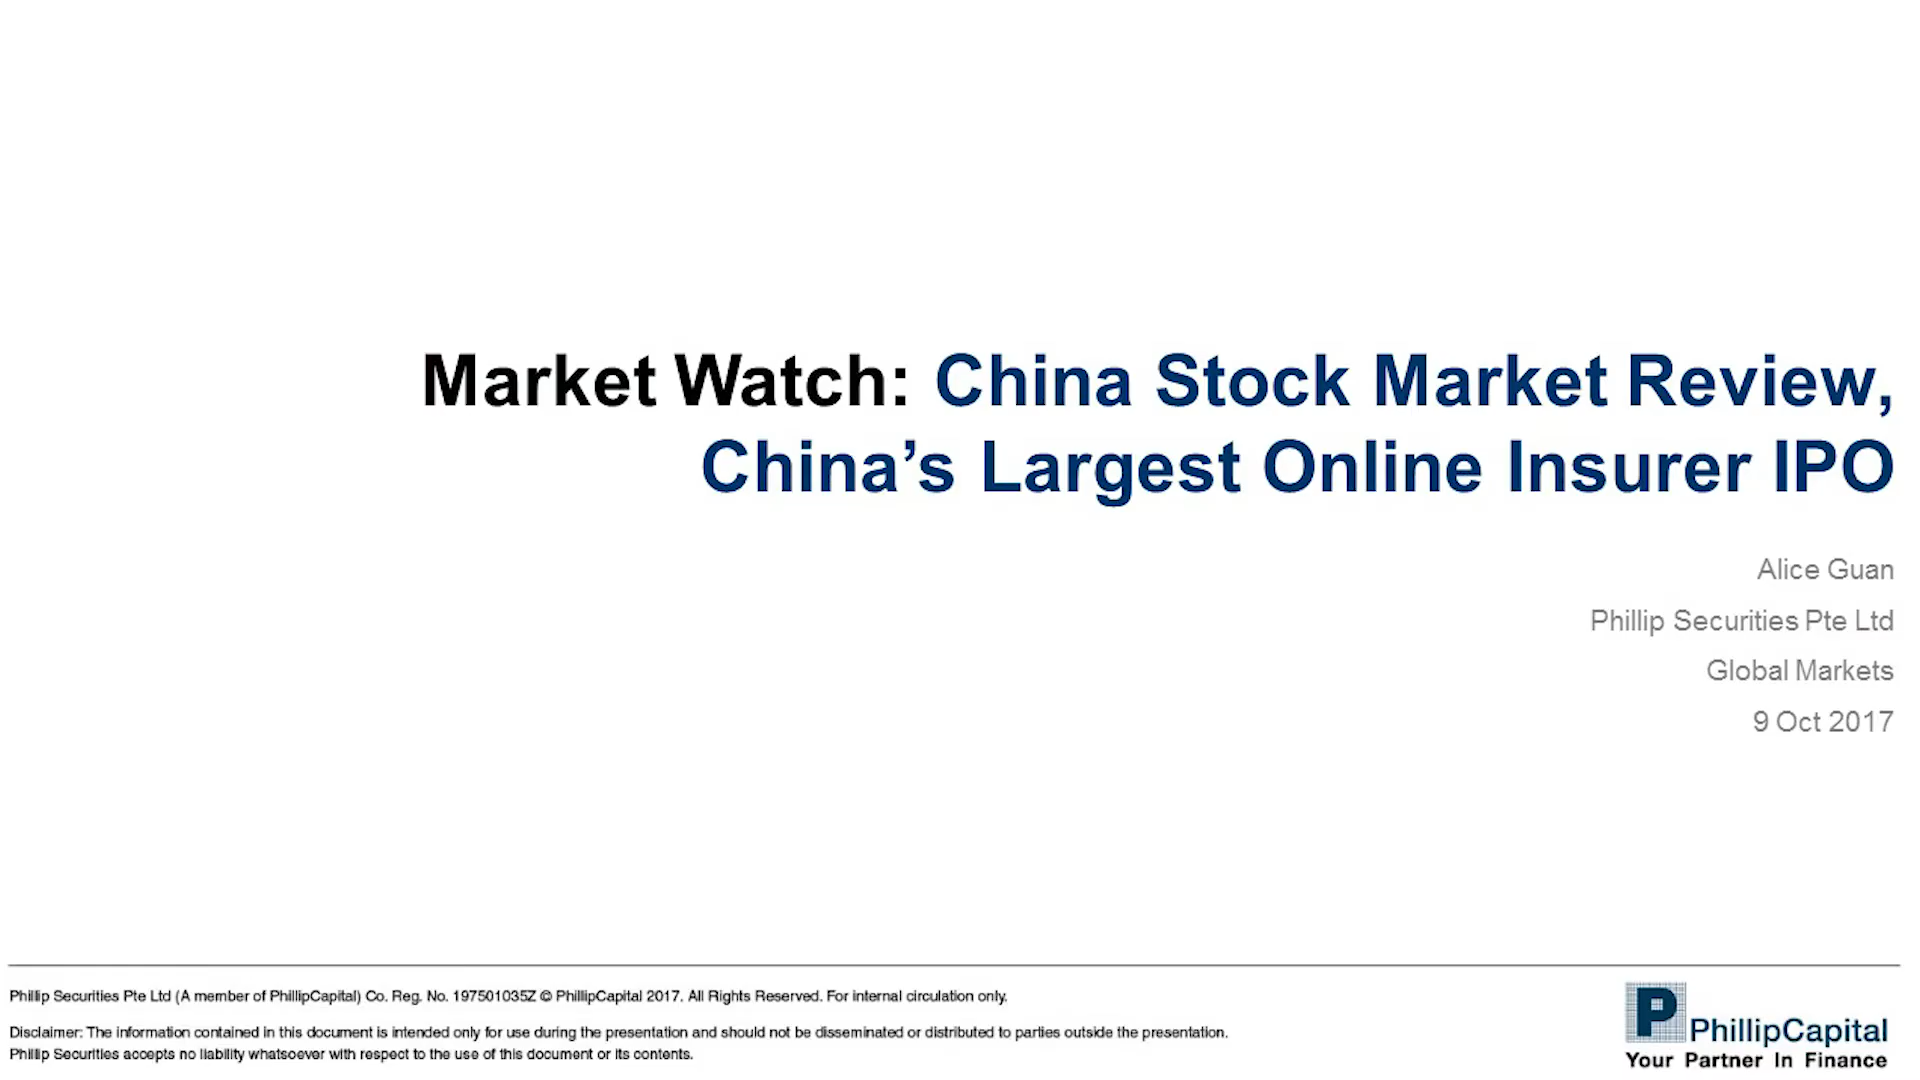 Market Watch: China Stock Market Review,
China’s Largest Online Insurer IPO
Alice Guan
Phillip Securities Pte Ltd
Global Markets
9 Oct 2017
Phillip Securities Pte Ltd (A member of PhillipCapital) Co. Reg. No. 197501035Z © PhillipCapital 2017. All Rights Reserved. For internal circulation only.
Disclaimer: The information contained in this document is intended only for use during the presentation and should not be disseminated or distributed to parties outside the presentation.
Phillip Securities accepts no liability whatsoever with respect to the use of this document or its contents.
P PhillipCapital
Your Partner In Finance